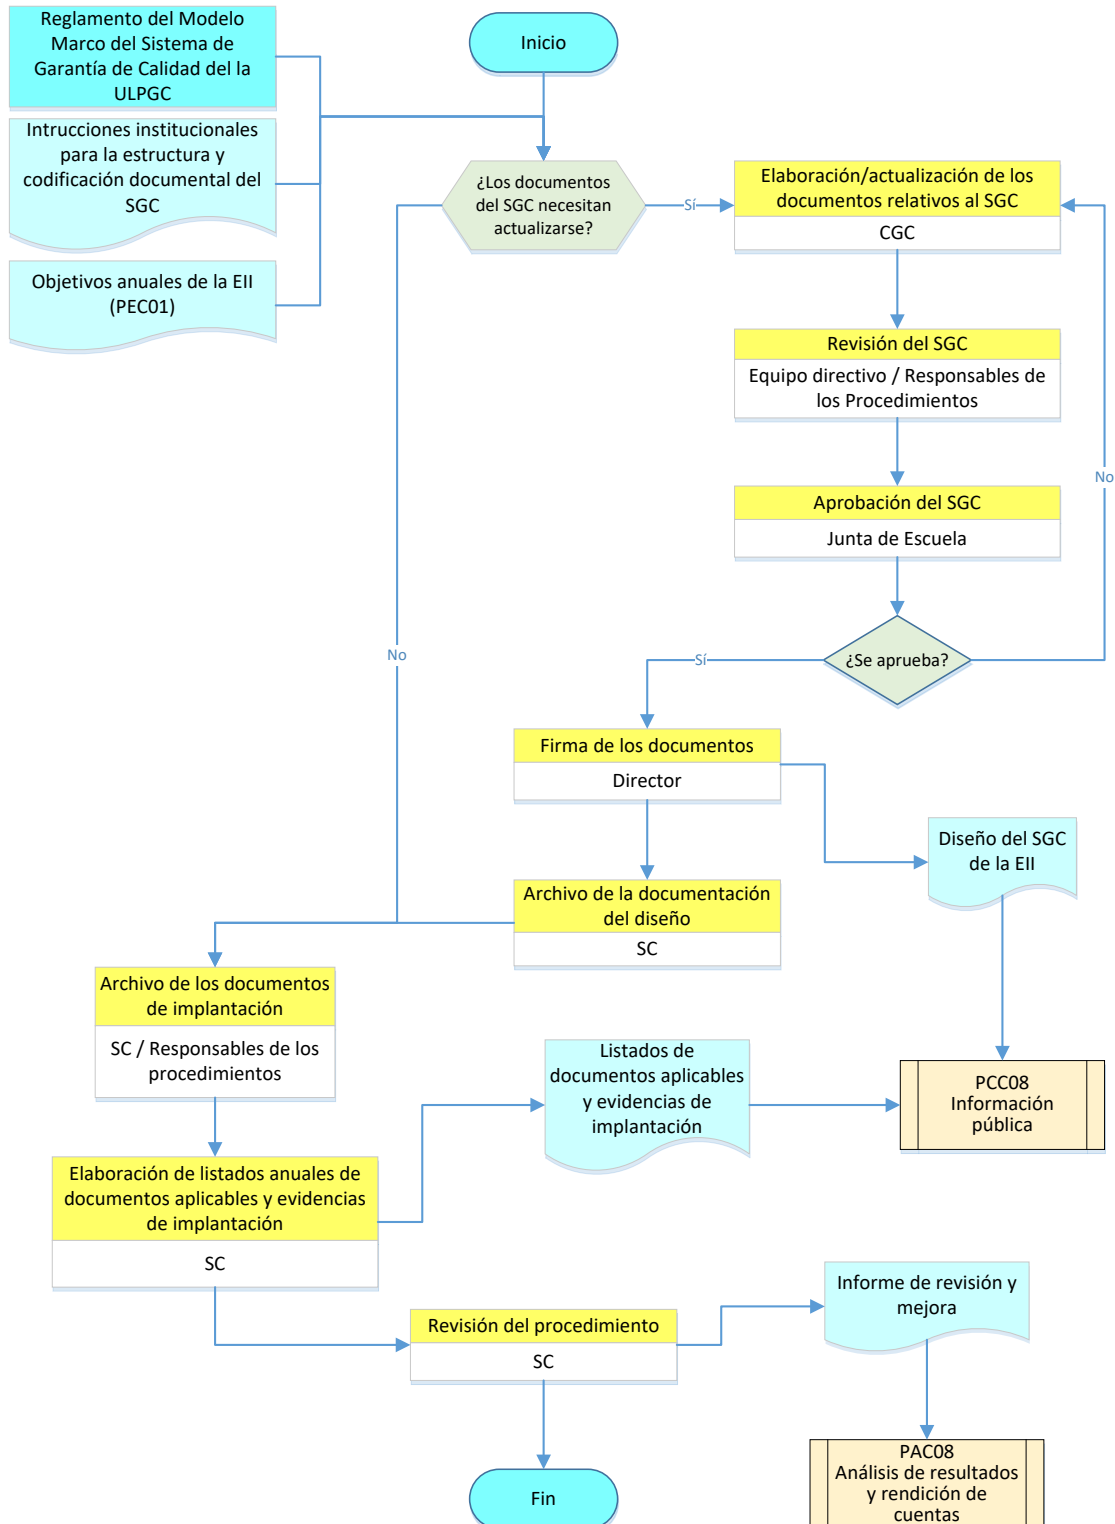 Reglamento del Modelo
Marco del Sistema de
Garantía de Calidad del la
ULPGC
Inicio
Intrucciones institucionales
para la estructura y
codificación documental del
SGC
¿Los documentos
del SGC necesitan
actualizarse?
Sí
Elaboración/actualización de los
documentos relativos al SGC
CGC
Objetivos anuales de la EII
(PEC01)
Revisión del SGC
Equipo directivo / Responsables de
los Procedimientos
No
Aprobación del SGC
Junta de Escuela
No
Sí
¿Se aprueba?
Firma de los documentos
Director
Diseño del SGC
de la EII
Archivo de la documentación
del diseño
SC
Archivo de los documentos
de implantación
SC / Responsables de los
procedimientos
Listados de
documentos aplicables
y evidencias de
implantación
PCC08
Información
pública
Elaboración de listados anuales de
documentos aplicables y evidencias
de implantación
SC
Informe de revisión y
mejora
Revisión del procedimiento
SC
PAC08
Análisis de resultados
y rendición de
cuentas
Fin